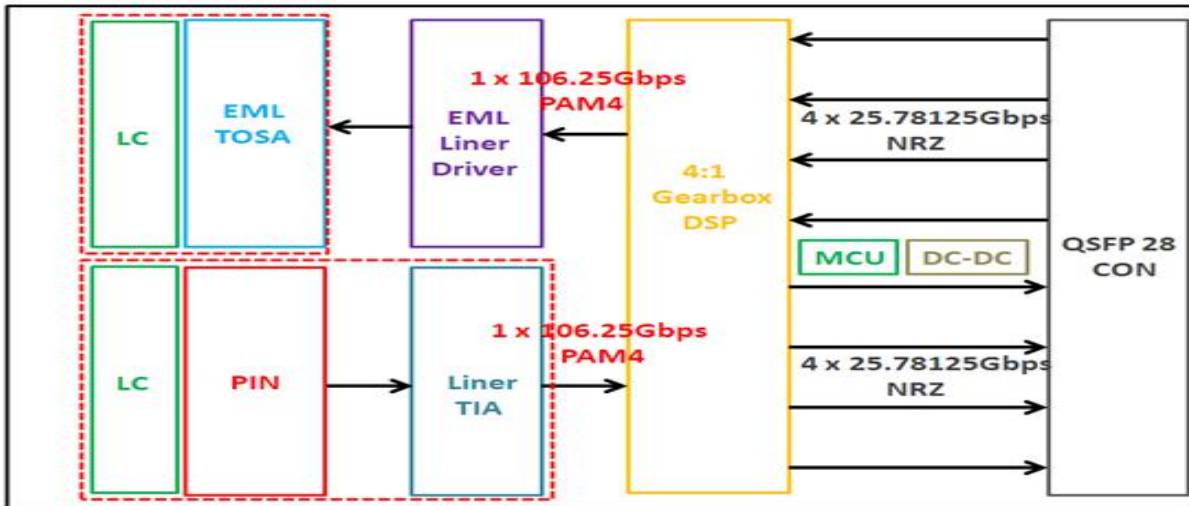 LC
EML
TOSA
EML
Liner
Driver
1 x 106.25Gbps
PAM4
4:1
Gearbox
DSP
4 x 25.78125Gbps
NRZ
MCU
DC-DC
QSFP 28
CON
LC
PIN
Liner
TIA
1 x 106.25Gbps
PAM4
4 x 25.78125Gbps
NRZ